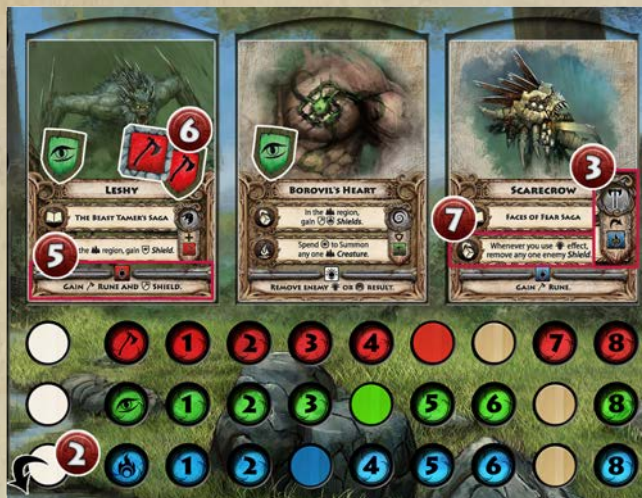 6
LESHY
THE BEAST TAMER'S SAGA
the region, gain Shield.
+
5
GAIN RUNE AND SHIELD.
BOROVIL'S HEART
In the region,
gain Shields.
Spend to Summon
any one Creature.
REMOVE ENEMY OR RESULT.
3
SCARECROW
7
FACES OF FEAR SAGA
Whenever you use effect,
remove any one enemy Shield.
GAIN RUNE.
1 2 3 4 7 8
1 2 3 5 6 8
2 1 2 4 5 6 8